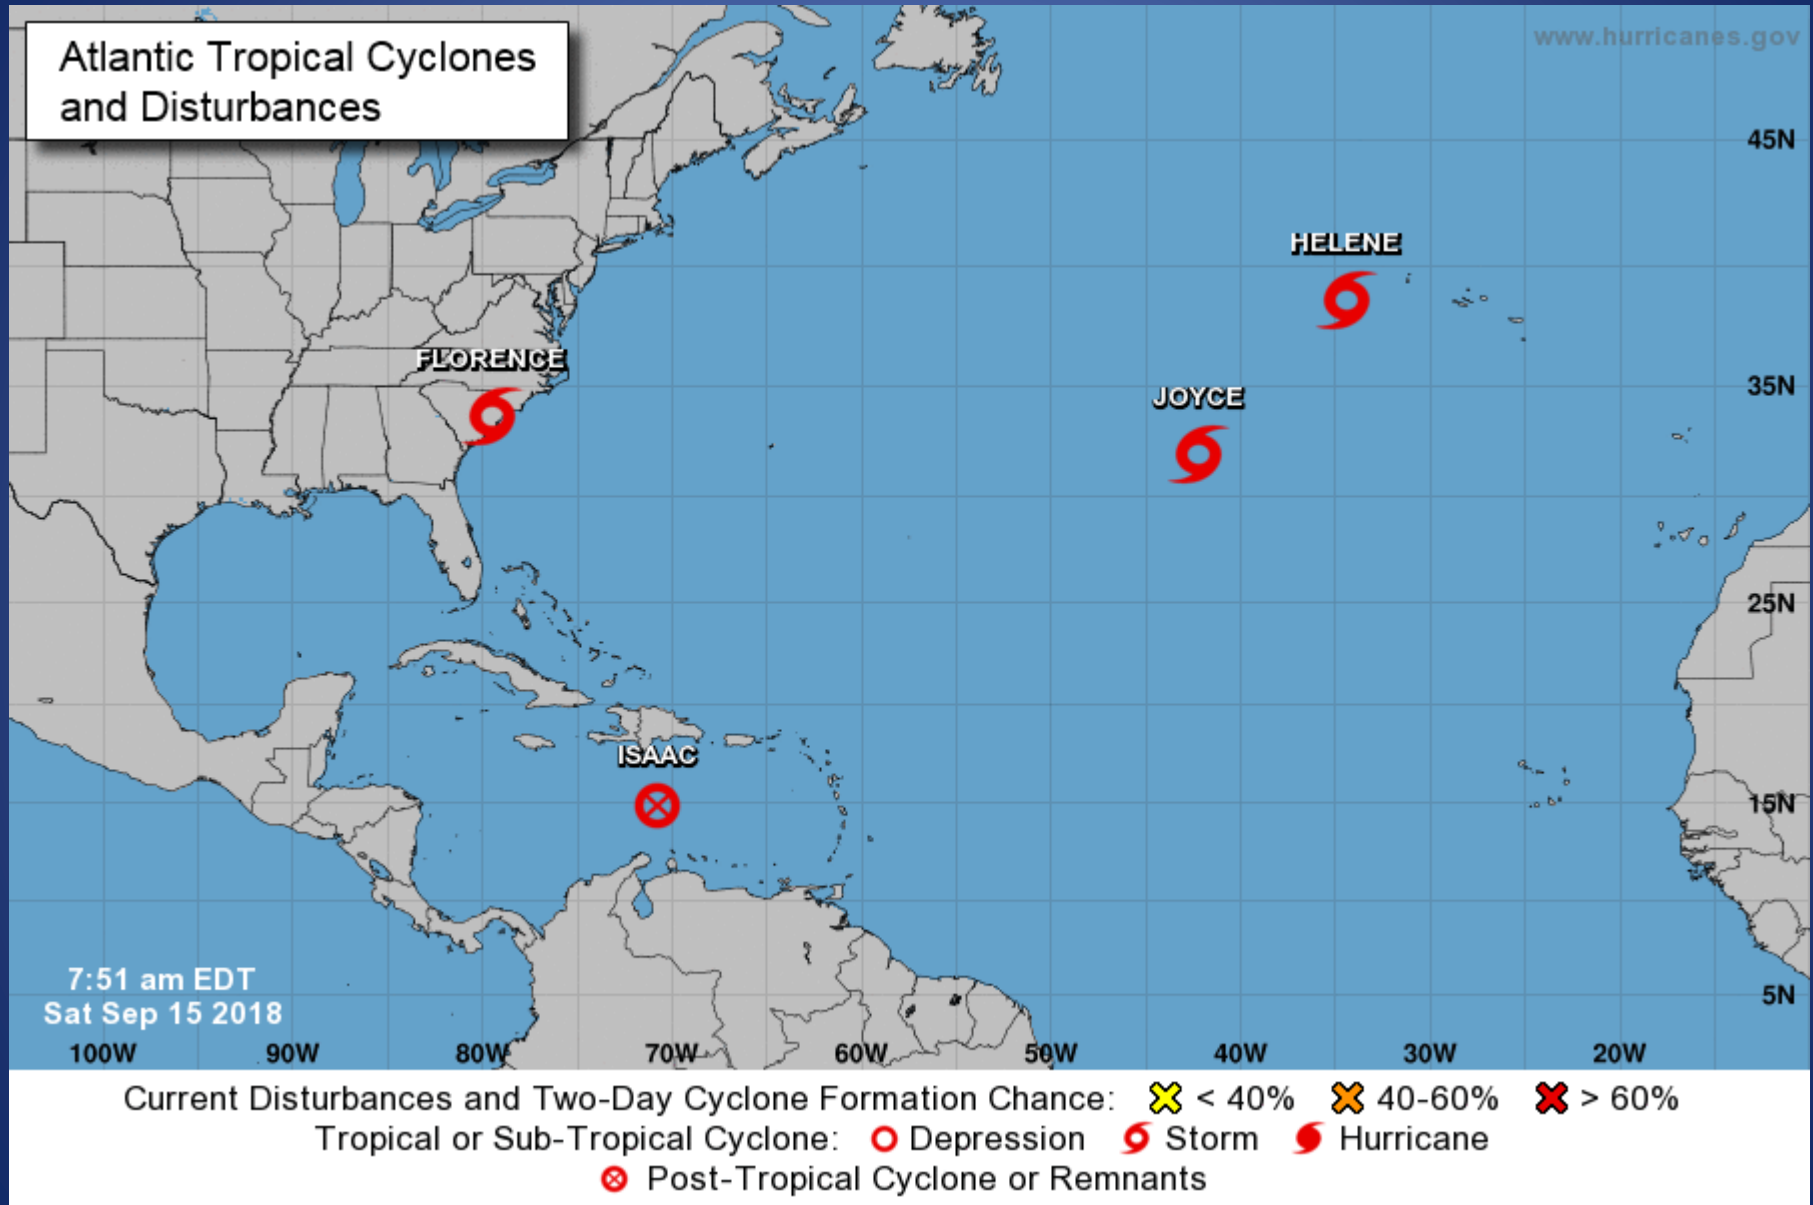 Atlantic Tropical Cyclones
and Disturbances
www.hurricanes.gov
45N
HELENE
FLORENCE
35N
JOYCE
25N
ISAAC
15N
7:51 am EDT
Sat Sep 15 2018
5N
100W 90W 80W 70W 60W 50W 40W 30W 20W
Current Disturbances and Two-Day Cyclone Formation Chance: < 40% 40-60% > 60%
Tropical or Sub-Tropical Cyclone: Depression Storm Hurricane
Post-Tropical Cyclone or Remnants